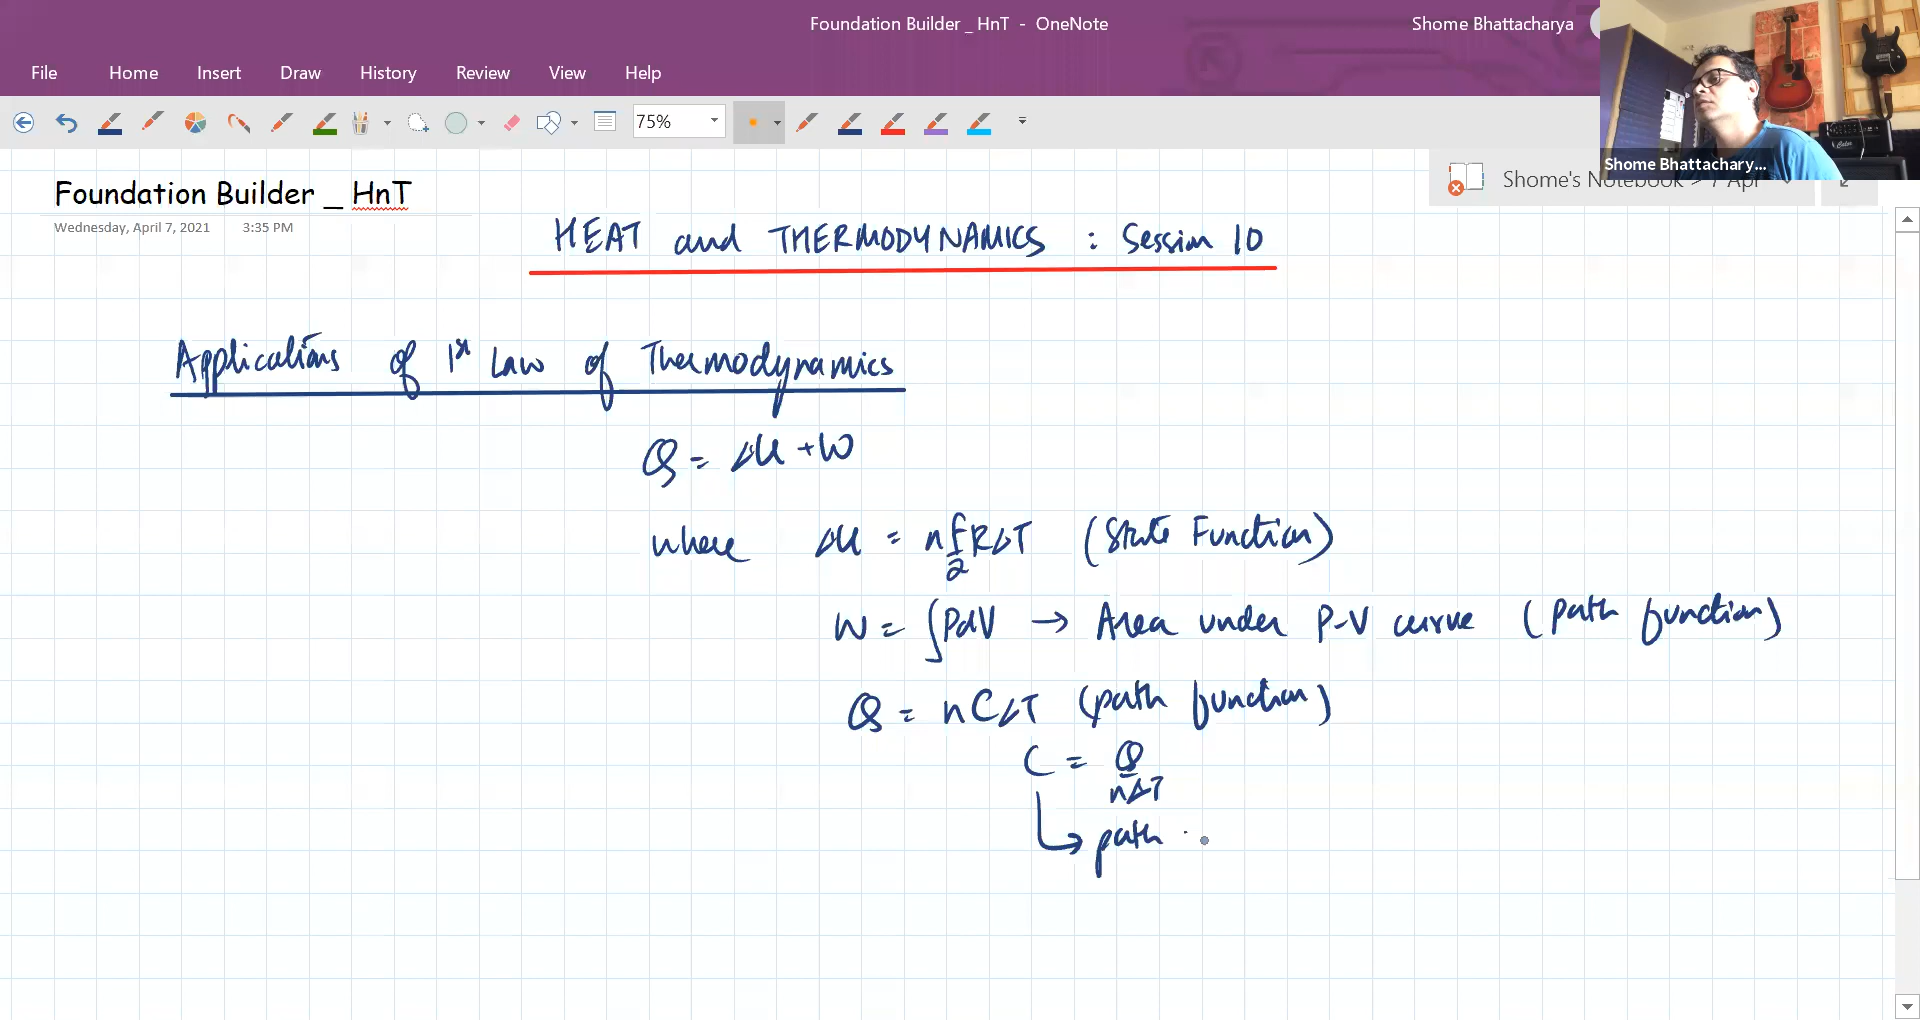 Foundation Builder _ HnT - OneNote
Shome Bhattacharya
File Home Insert Draw History Review View Help
75%
Shome Bhattachary...
Shome's Notebook > 7 Apr
Foundation Builder _ HnT
Wednesday, April 7, 2021 3:35 PM
HEAT and THERMODYNAMICS : Session 10
Applications of 1st Law of Thermodynamics
Q = ΔU + W
where ΔU = n f/2 RΔT (State Function)
W = ∫PdV → Area under P-V curve (path function)
Q = nCΔT (path function)
C = Q/nΔT
↳ path